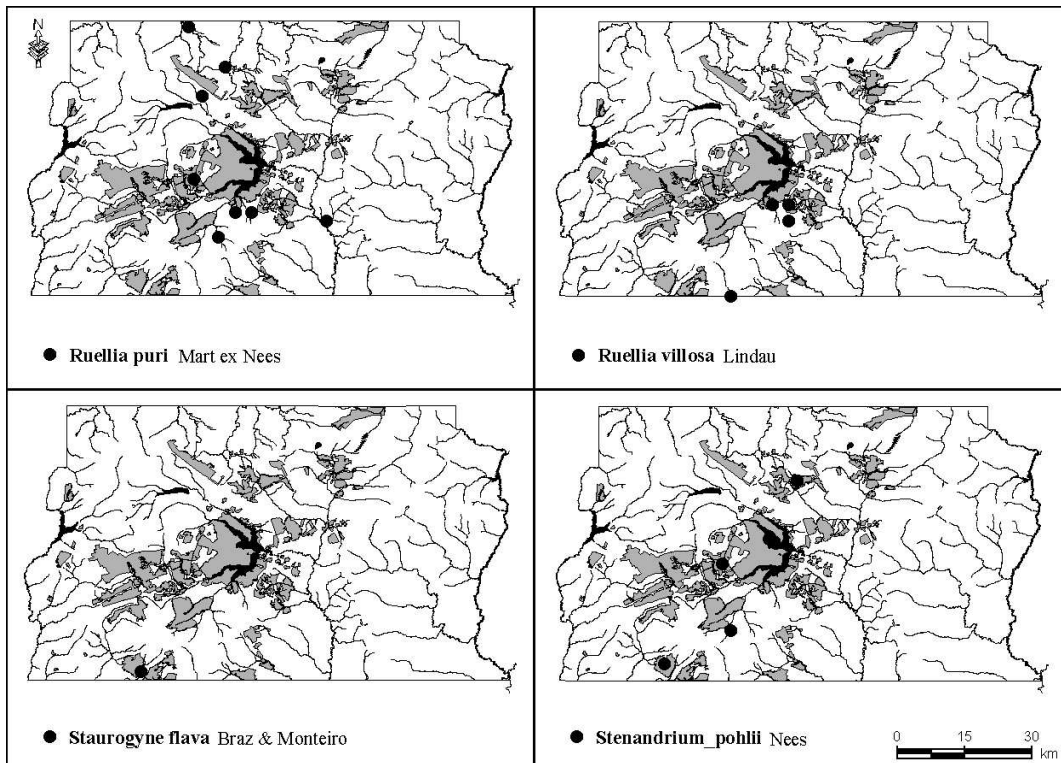 N
Ruellia puri Mart ex Nees
Ruellia villosa Lindau
Staurogyne flava Braz & Monteiro
Stenandrium_pohlii Nees
0 15 30
km